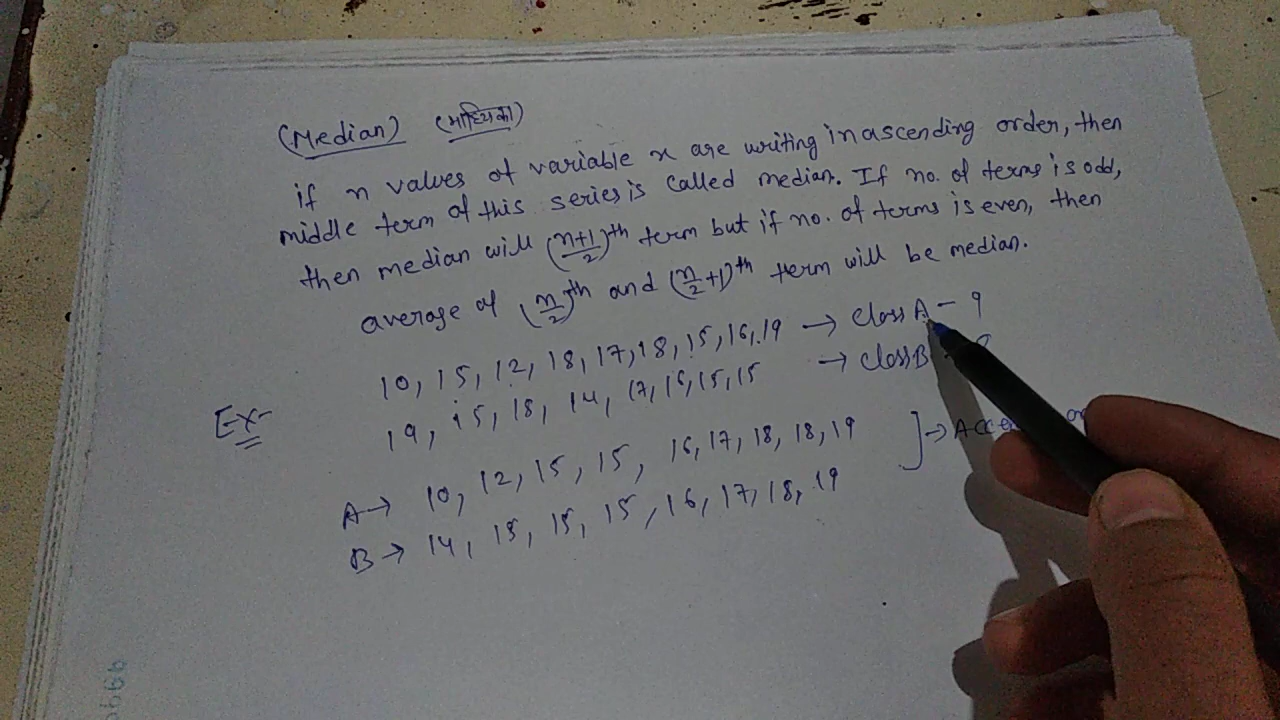 (Median) (माध्यिका)
if n values of variable x are writing in ascending order, then
middle term of this series is called median. If no. of terms is odd,
then median will (n+1/2)th term but if no. of terms is even, then
average of (n/2)th and (n/2+1)th term will be median.
10, 15, 12, 18, 17, 18, 15, 16, 19 → Class A - 9
Ex- 19, 15, 18, 14, 17, 16, 15, 15 → Class B
A → 10, 12, 15, 15, 16, 17, 18, 18, 19
B → 14, 15, 15, 15, 16, 17, 18, 19